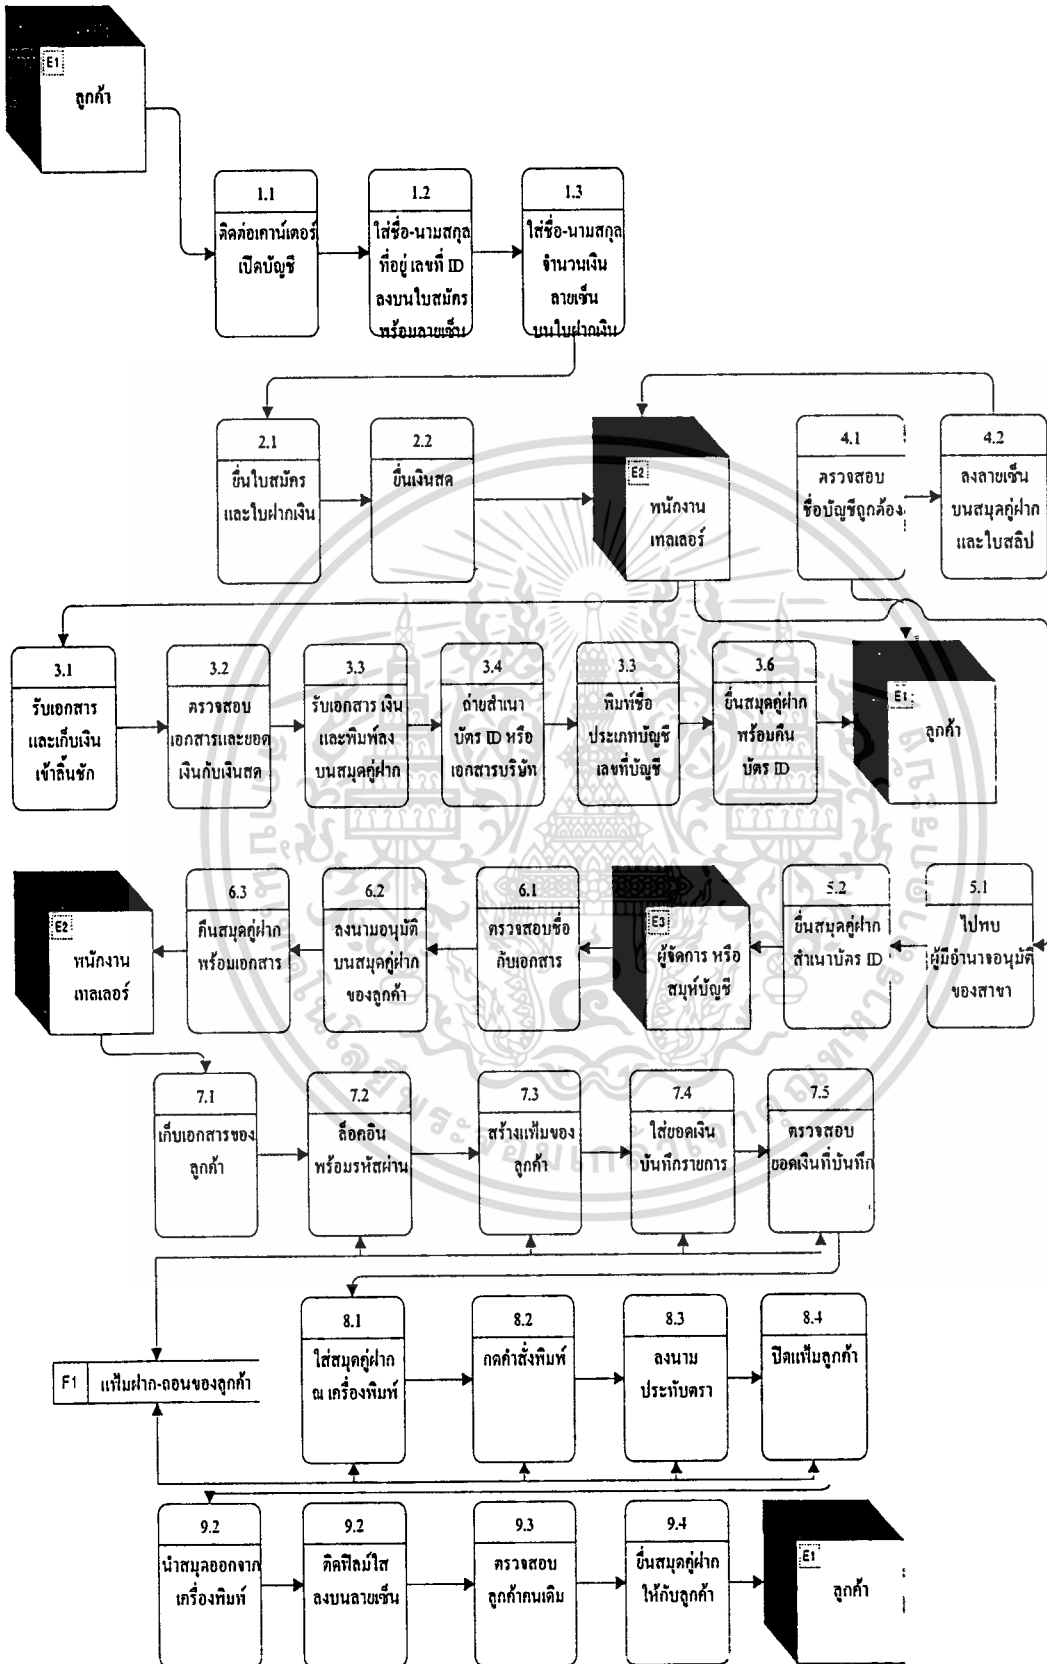 E1
ลูกค้า
1.1
ติดต่อเคาน์เตอร์
เปิดบัญชี
1.2
ใส่ชื่อ-นามสกุล
ที่อยู่ เลขที่ ID
ลงบนใบสมัคร
พร้อมลายเซ็น
1.3
ใส่ชื่อ-นามสกุล
จำนวนเงิน
ลายเซ็น
บนใบฝากเงิน
2.1
ยื่นใบสมัคร
และใบฝากเงิน
2.2
ยื่นเงินสด
E2
พนักงาน
เทลเลอร์
4.1
ตรวจสอบ
ชื่อบัญชีถูกต้อง
4.2
ลงลายเซ็น
บนสมุดคู่ฝาก
และใบสลิป
3.1
รับเอกสาร
และเก็บเงิน
เข้าลิ้นชัก
3.2
ตรวจสอบ
เอกสารและยอด
เงินกับเงินสด
3.3
รับเอกสาร เงิน
และพิมพ์ลง
บนสมุดคู่ฝาก
3.4
ถ่ายสำเนา
บัตร ID หรือ
เอกสารบริษัท
3.3
พิมพ์ชื่อ
ประเภทบัญชี
เลขที่บัญชี
3.6
ยื่นสมุดคู่ฝาก
พร้อมคืน
บัตร ID
E1
ลูกค้า
E2
พนักงาน
เทลเลอร์
6.3
คืนสมุดคู่ฝาก
พร้อมเอกสาร
6.2
ลงนามอนุมัติ
บนสมุดคู่ฝาก
ของลูกค้า
6.1
ตรวจสอบชื่อ
กับเอกสาร
E3
ผู้จัดการ หรือ
สมุห์บัญชี
5.2
ยื่นสมุดคู่ฝาก
สำเนาบัตร ID
5.1
ไปพบ
ผู้มีอำนาจอนุมัติ
ของสาขา
7.1
เก็บเอกสารของ
ลูกค้า
7.2
ล็อคอิน
พร้อมรหัสผ่าน
7.3
สร้างแฟ้มของ
ลูกค้า
7.4
ใส่ยอดเงิน
บันทึกรายการ
7.5
ตรวจสอบ
ยอดเงินที่บันทึก
F1 แฟ้มฝาก-ถอนของลูกค้า
8.1
ใส่สมุดคู่ฝาก
ณ เครื่องพิมพ์
8.2
กดคำสั่งพิมพ์
8.3
ลงนาม
ประทับตรา
8.4
ปิดแฟ้มลูกค้า
9.2
นำสมุดออกจาก
เครื่องพิมพ์
9.2
ติดฟิลม์ใส
ลงบนลายเซ็น
9.3
ตรวจสอบ
ลูกค้าคนเดิม
9.4
ยื่นสมุดคู่ฝาก
ให้กับลูกค้า
E1
ลูกค้า